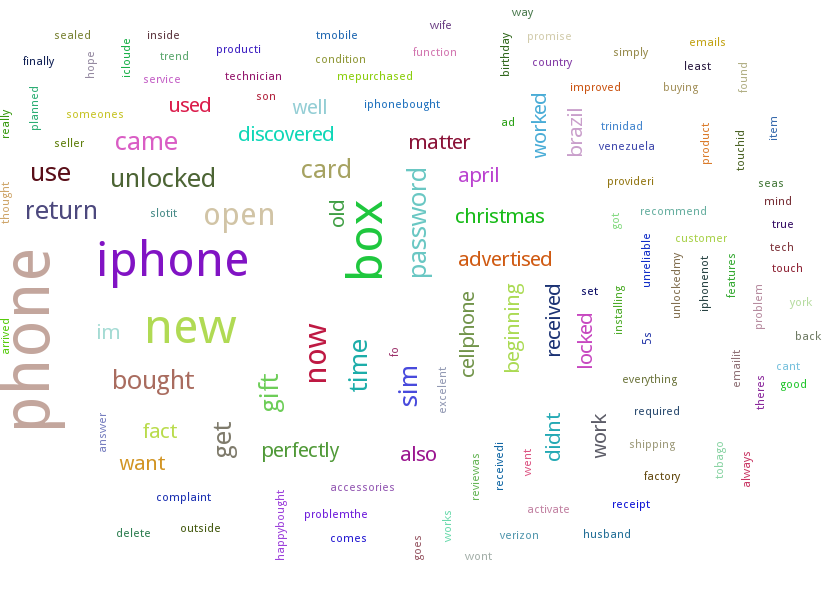 way
wife
sealed
inside
tmobile
birthday
promise
producti
emails
finally
hope
icloude
trend
condition
function
country
simply
least
service
technician
mepurchased
improved
buying
found
planned
used
son
well
iphonebought
worked
brazil
really
someones
discovered
ad
trinidad
item
seller
came
matter
venezuela
product
touchid
use
unlocked
card
april
provideri
seas
thought
return
slotit
open
old
box
password
christmas
got
recommend
mind
true
iphone
advertised
unreliable
customer
tech
phone
unlockedmy
iphonenot
features
touch
new
im
arrived
now
time
cellphone
beginning
received
set
locked
installing
5s
problem
york
back
bought
gift
fo
sim
excelent
everything
emailit
cant
theres
good
answer
fact
get
perfectly
also
didnt
work
required
shipping
want
reviewas
receivedi
went
factory
tobago
always
complaint
happybought
accessories
problemthe
works
activate
receipt
delete
outside
comes
goes
verizon
husband
wont